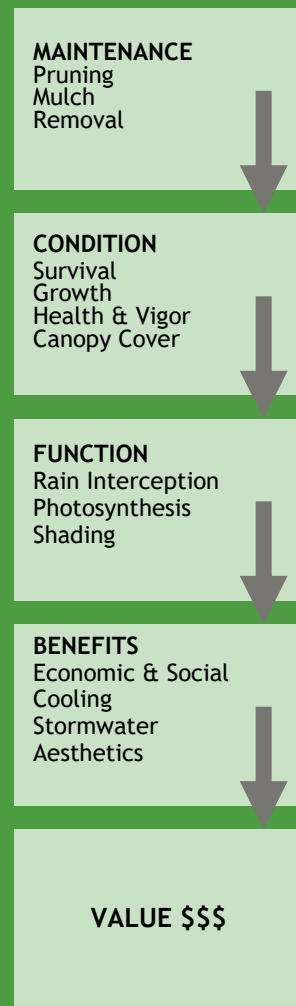 MAINTENANCE
Pruning
Mulch
Removal
CONDITION
Survival
Growth
Health & Vigor
Canopy Cover
FUNCTION
Rain Interception
Photosynthesis
Shading
BENEFITS
Economic & Social
Cooling
Stormwater
Aesthetics
VALUE $$$